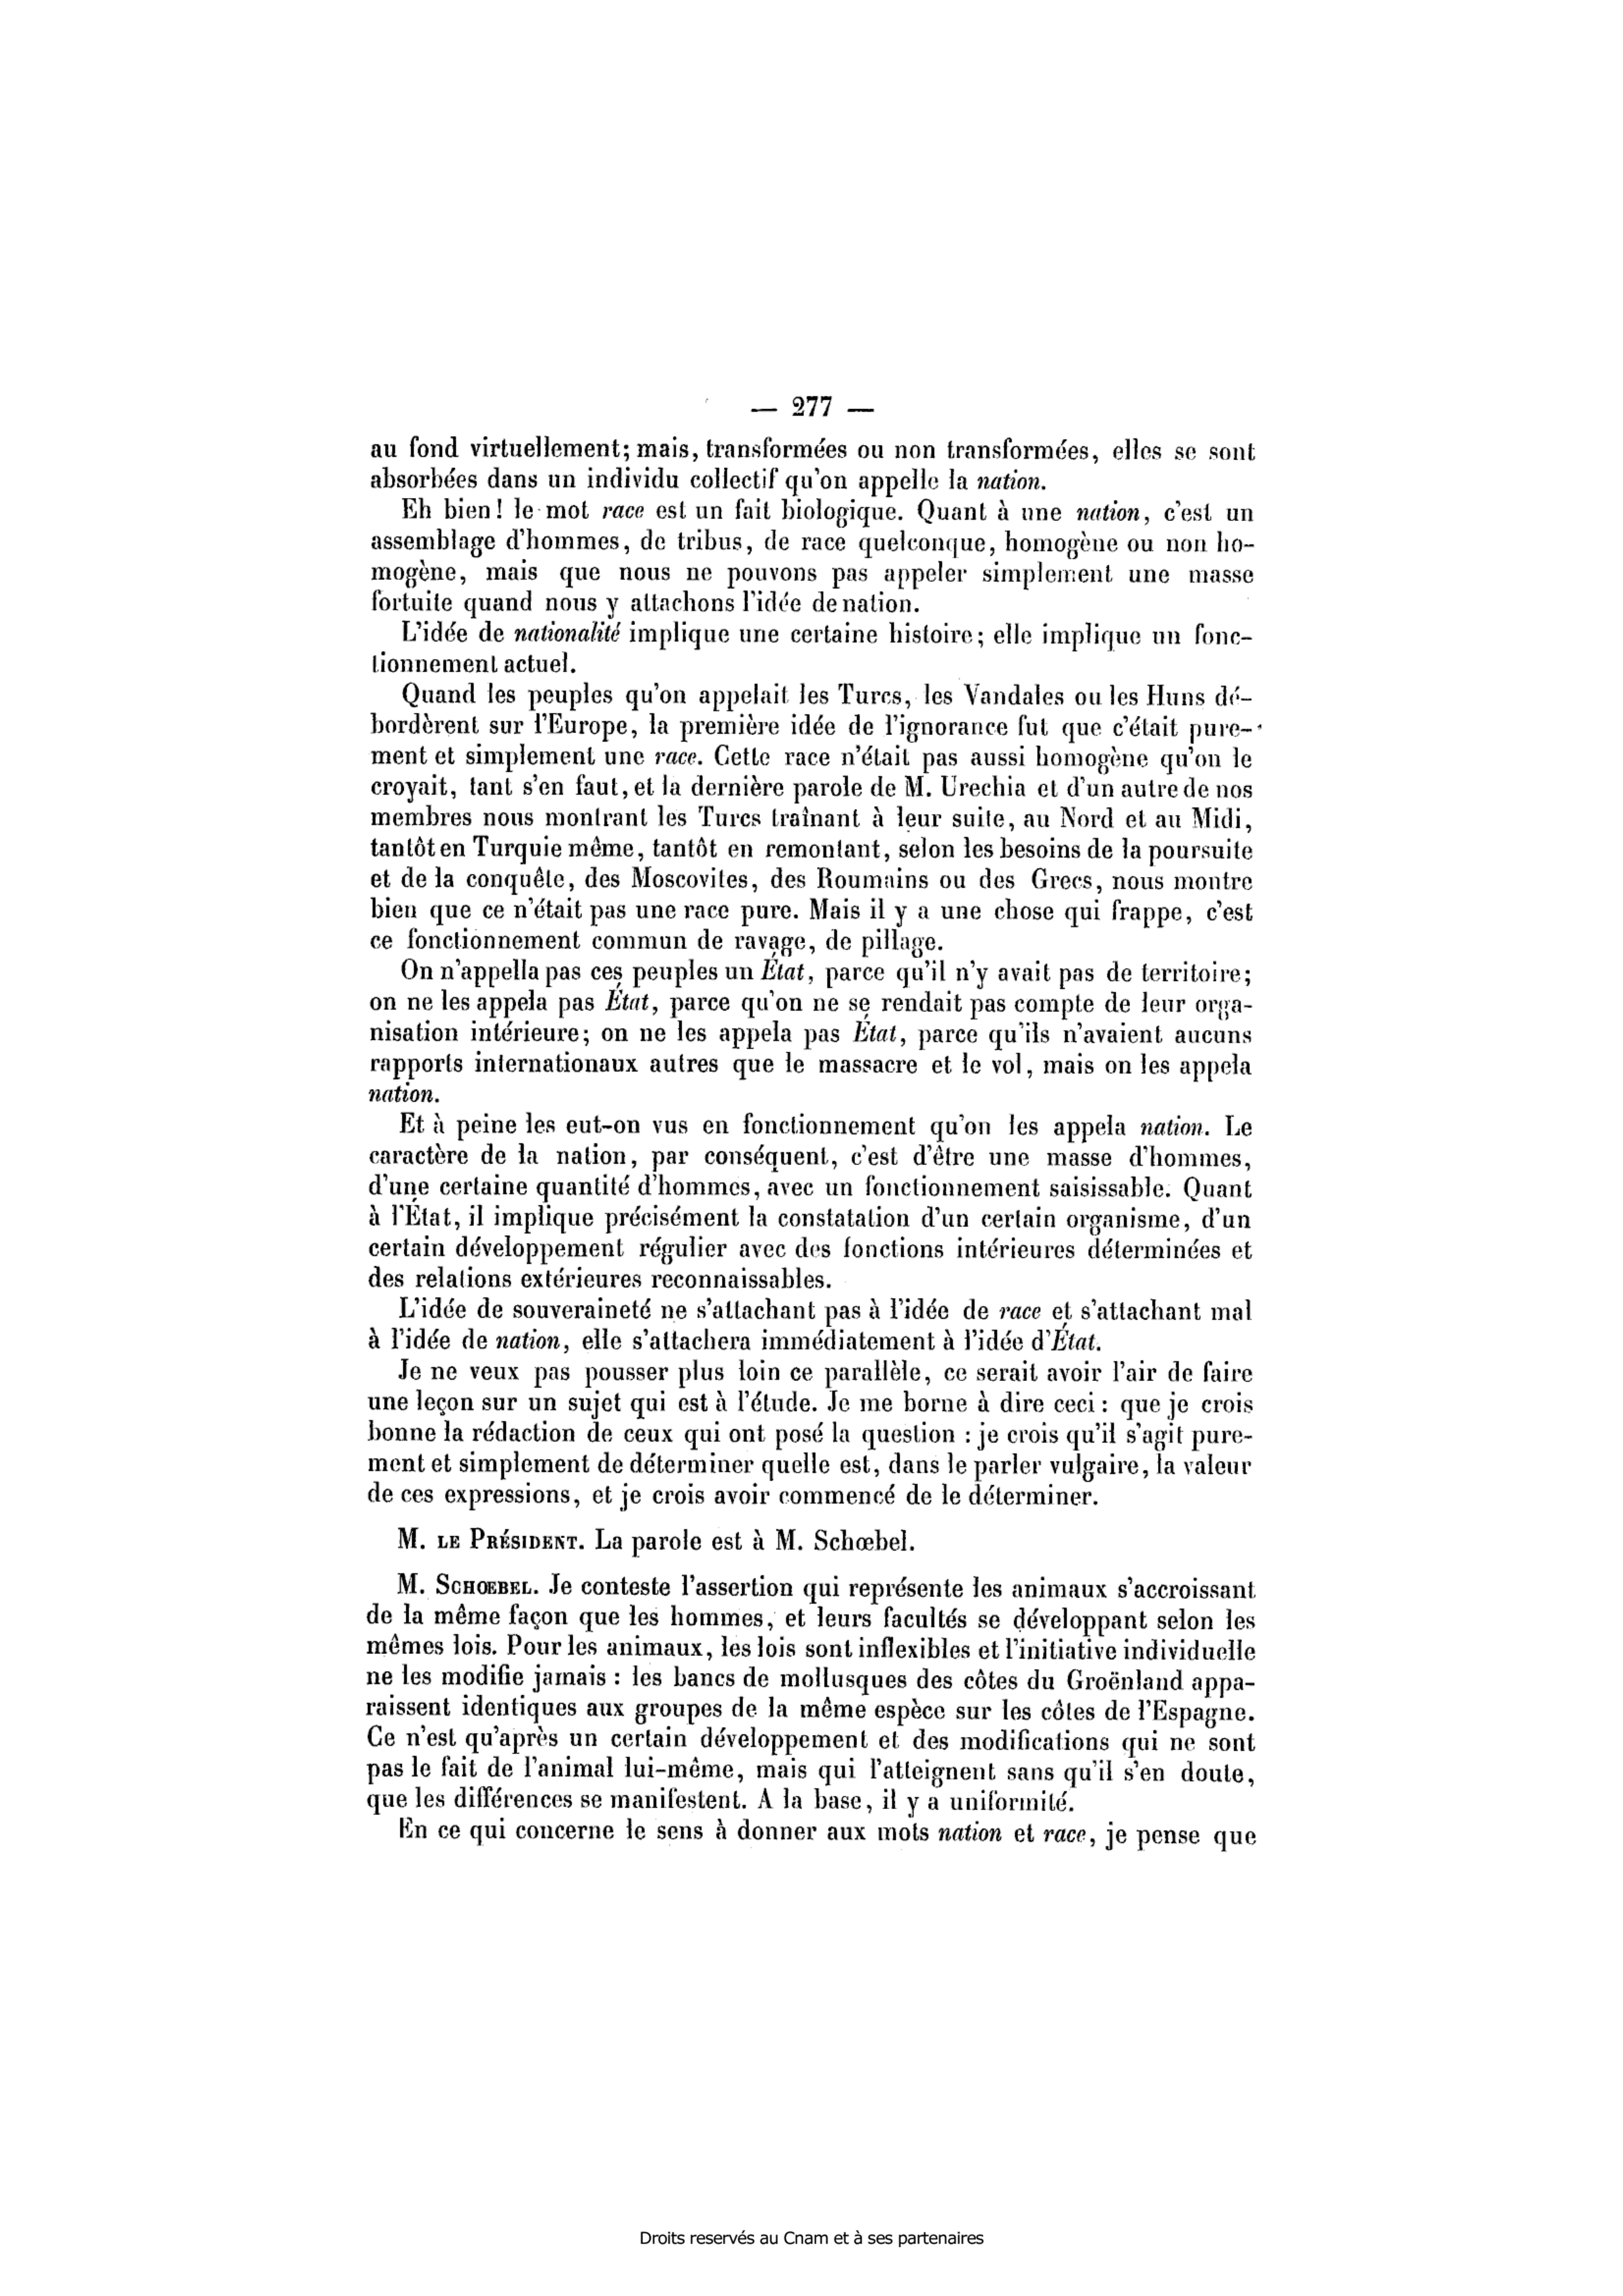 — 277 —
au fond virtuellement; mais, transformées ou non transformées, elles se sont
absorbées dans un individu collectif qu'on appelle la nation.
Eh bien! le mot race est un fait biologique. Quant à une nation, c'est un
assemblage d'hommes, de tribus, de race quelconque, homogène ou non ho-
mogène, mais que nous ne pouvons pas appeler simplement une masse
fortuite quand nous y attachons l'idée de nation.
L'idée de nationalité implique une certaine histoire; elle implique un fonc-
tionnement actuel.
Quand les peuples qu'on appelait les Turcs, les Vandales ou les Huns dé-
bordèrent sur l'Europe, la première idée de l'ignorance fut que c'était pure-
ment et simplement une race. Cette race n'était pas aussi homogène qu'on le
croyait, tant s'en faut, et la dernière parole de M. Urechia et d'un autre de nos
membres nous montrant les Turcs traînant à leur suite, au Nord et au Midi,
tantôt en Turquie même, tantôt en remontant, selon les besoins de la poursuite
et de la conquête, des Moscovites, des Roumains ou des Grecs, nous montre
bien que ce n'était pas une race pure. Mais il y a une chose qui frappe, c'est
ce fonctionnement commun de ravage, de pillage.
On n'appella pas ces peuples un État, parce qu'il n'y avait pas de territoire;
on ne les appela pas État, parce qu'on ne se rendait pas compte de leur orga-
nisation intérieure; on ne les appela pas État, parce qu'ils n'avaient aucuns
rapports internationaux autres que le massacre et le vol, mais on les appela
nation.
Et à peine les eut-on vus en fonctionnement qu'on les appela nation. Le
caractère de la nation, par conséquent, c'est d'être une masse d'hommes,
d'une certaine quantité d'hommes, avec un fonctionnement saisissable. Quant
à l'État, il implique précisément la constatation d'un certain organisme, d'un
certain développement régulier avec des fonctions intérieures déterminées et
des relations extérieures reconnaissables.
L'idée de souveraineté ne s'attachant pas à l'idée de race et s'attachant mal
à l'idée de nation, elle s'attachera immédiatement à l'idée d'État.
Je ne veux pas pousser plus loin ce parallèle, ce serait avoir l'air de faire
une leçon sur un sujet qui est à l'étude. Je me borne à dire ceci : que je crois
bonne la rédaction de ceux qui ont posé la question : je crois qu'il s'agit pure-
ment et simplement de déterminer quelle est, dans le parler vulgaire, la valeur
de ces expressions, et je crois avoir commencé de le déterminer.
M. LE PRÉSIDENT. La parole est à M. Schœbel.
M. SCHŒBEL. Je conteste l'assertion qui représente les animaux s'accroissant
de la même façon que les hommes, et leurs facultés se développant selon les
mêmes lois. Pour les animaux, les lois sont inflexibles et l'initiative individuelle
ne les modifie jamais : les bancs de mollusques des côtes du Groënland appa-
raissent identiques aux groupes de la même espèce sur les côtes de l'Espagne.
Ce n'est qu'après un certain développement et des modifications qui ne sont
pas le fait de l'animal lui-même, mais qui l'atteignent sans qu'il s'en doute,
que les différences se manifestent. A la base, il y a uniformité.
En ce qui concerne le sens à donner aux mots nation et race, je pense que
Droits reservés au Cnam et à ses partenaires